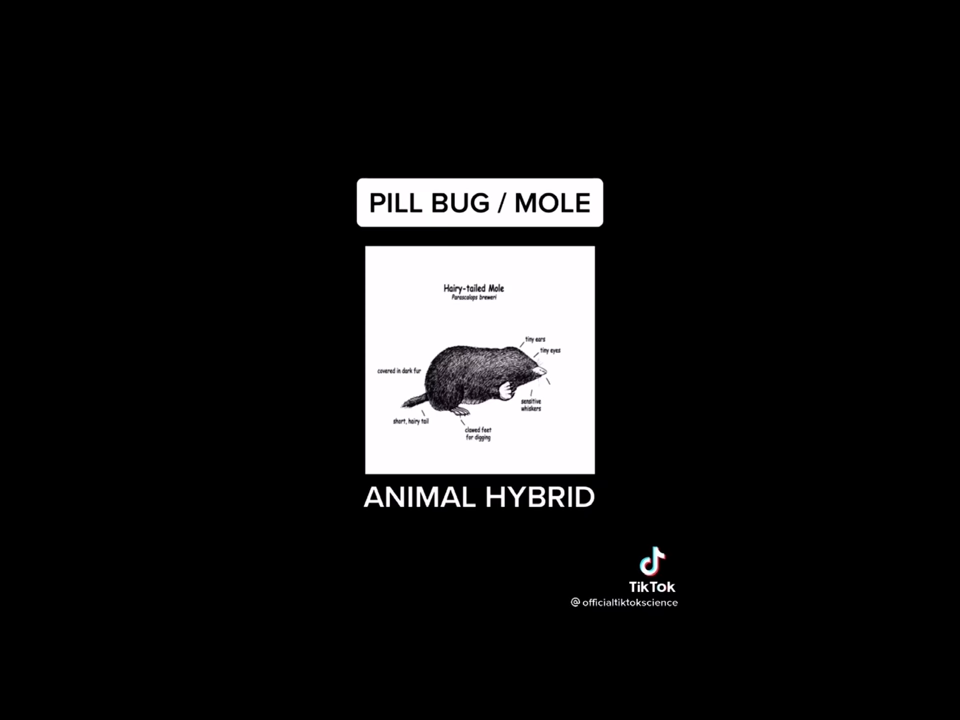 PILL BUG / MOLE
Hairy-tailed Mole
Parascalops breweri
tiny ears
tiny eyes
covered in dark fur
sensitive
whiskers
short, hairy tail
clawed feet
for digging
ANIMAL HYBRID
TikTok
@officialtiktokscience